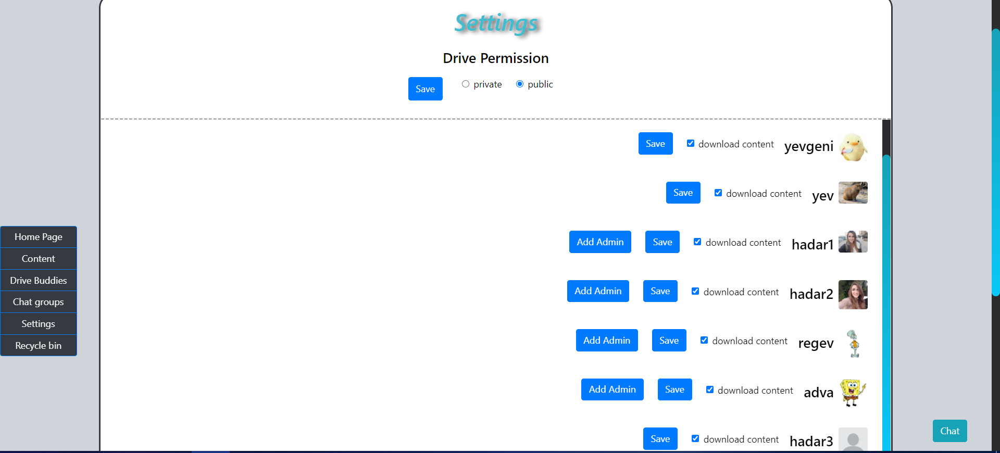 Settings
Drive Permission
Save private public
Save download content yevgeni
Save download content yev
Add Admin Save download content hadar1
Add Admin Save download content hadar2
Add Admin Save download content regev
Add Admin Save download content adva
Save download content hadar3
Home Page
Content
Drive Buddies
Chat groups
Settings
Recycle bin
Chat